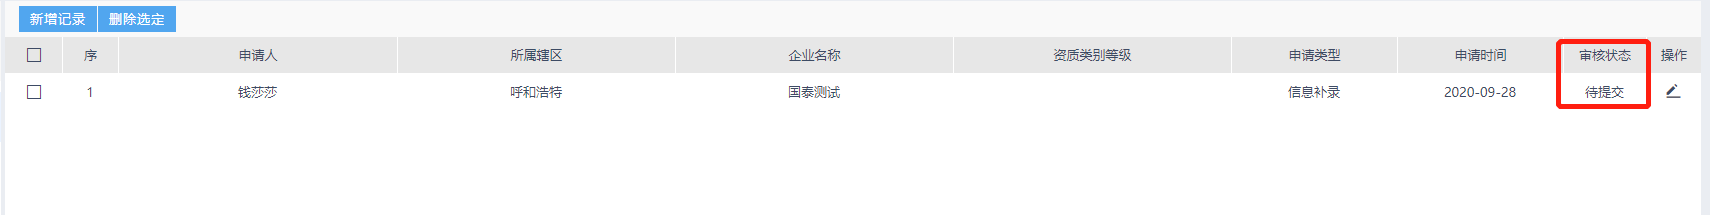 新增记录 删除选定
序 申请人 所属辖区 企业名称 资质类别等级 申请类型 申请时间 审核状态 操作
1 钱莎莎 呼和浩特 国泰测试 信息补录 2020-09-28 待提交